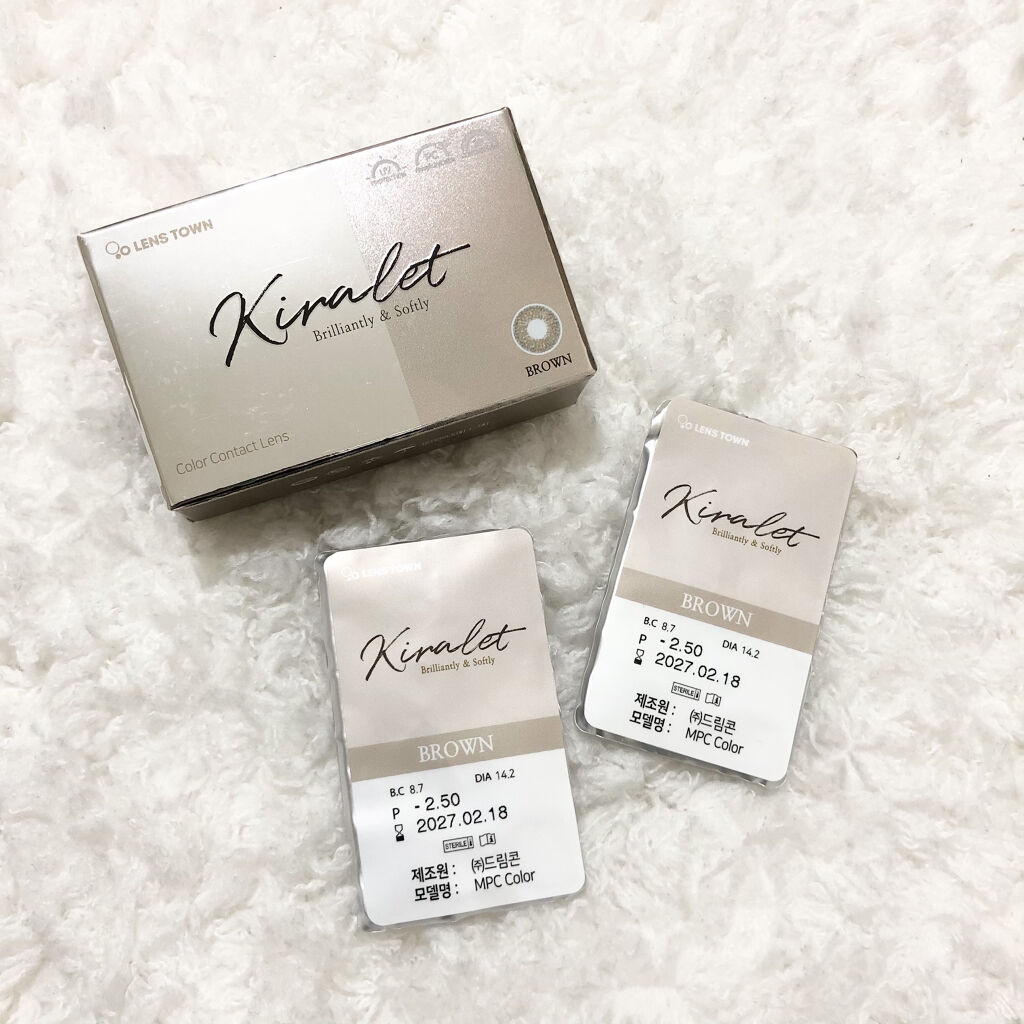 LENS TOWN
Kiralet
Brilliantly & Softly
BROWN
Color Contact Lens
LENS TOWN
Kiralet
Brilliantly & Softly
BROWN
B.C 8.7 DIA 14.2
P - 2.50
2027.02.18
STERILE
제조원 : ㈜드림콘
모델명 : MPC Color
LENS TOWN
Kiralet
Brilliantly & Softly
BROWN
B.C 8.7 DIA 14.2
P - 2.50
2027.02.18
STERILE
제조원 : ㈜드림콘
모델명 : MPC Color